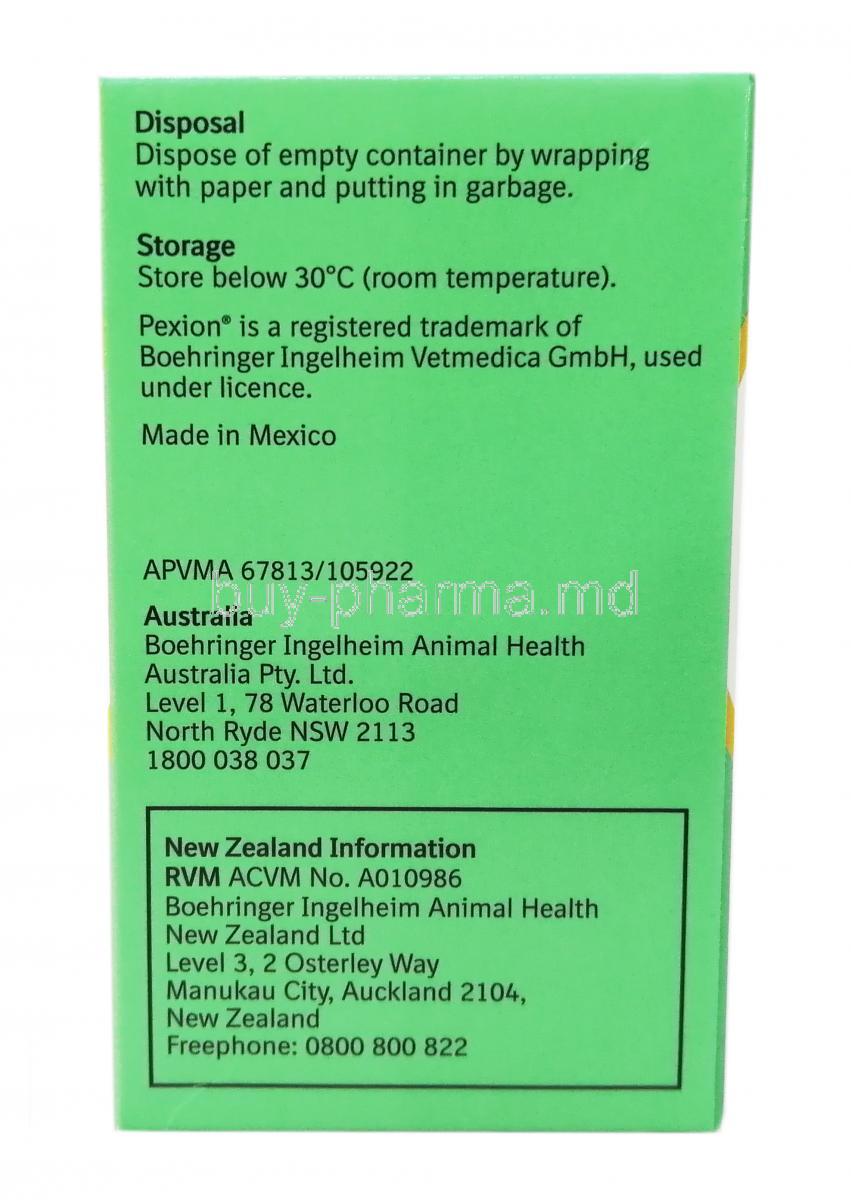 Disposal
Dispose of empty container by wrapping
with paper and putting in garbage.
Storage
Store below 30°C (room temperature).
Pexion® is a registered trademark of
Boehringer Ingelheim Vetmedica GmbH, used
under licence.
Made in Mexico
APVMA 67813/105922
buy-pharma.md
Australia
Boehringer Ingelheim Animal Health
Australia Pty. Ltd.
Level 1, 78 Waterloo Road
North Ryde NSW 2113
1800 038 037
New Zealand Information
RVM ACVM No. A010986
Boehringer Ingelheim Animal Health
New Zealand Ltd
Level 3, 2 Osterley Way
Manukau City, Auckland 2104,
New Zealand
Freephone: 0800 800 822